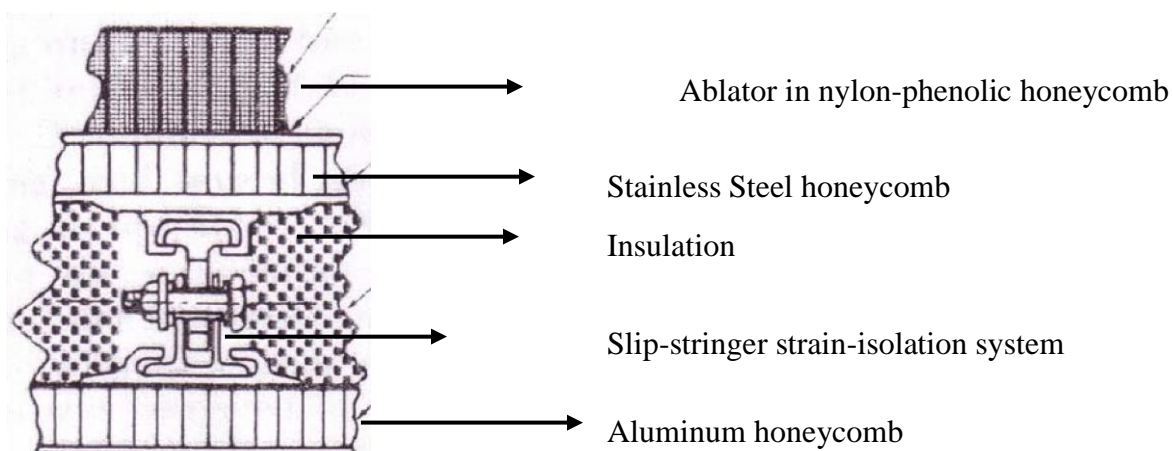 Ablator in nylon-phenolic honeycomb
Stainless Steel honeycomb
Insulation
Slip-stringer strain-isolation system
Aluminum honeycomb